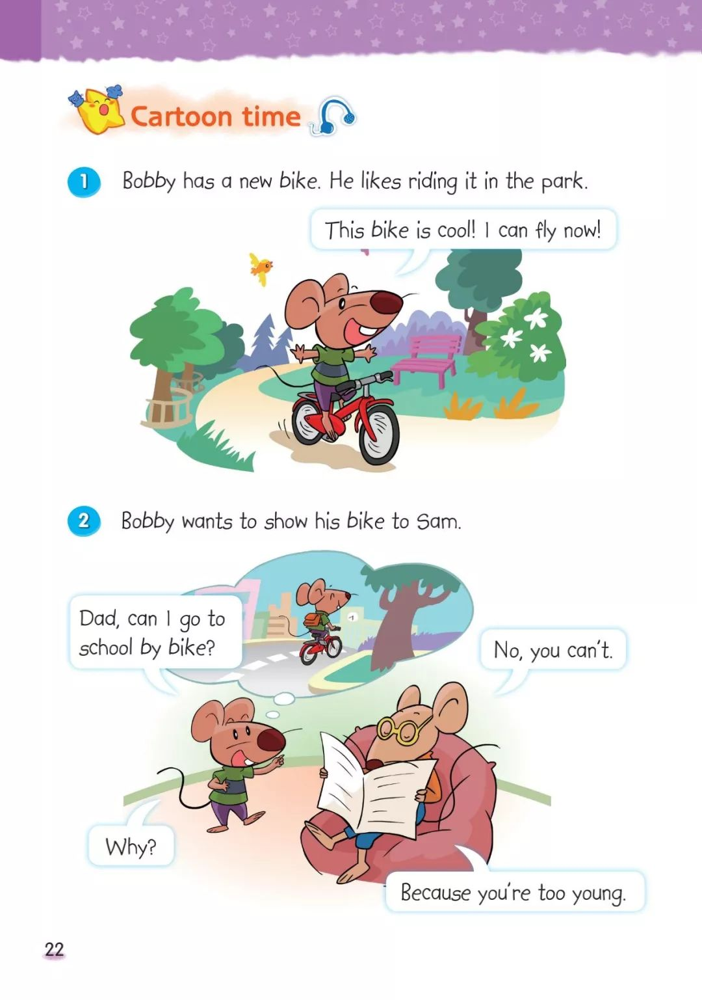 Cartoon time
1 Bobby has a new bike. He likes riding it in the park.
This bike is cool! I can fly now!
2 Bobby wants to show his bike to Sam.
Dad, can I go to
school by bike?
No, you can't.
Why?
Because you're too young.
22